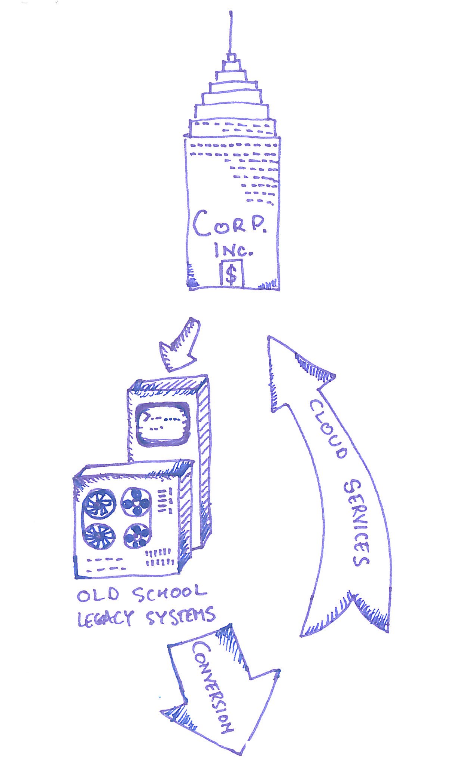 CORP.
INC.
$
OLD SCHOOL
LEGACY SYSTEMS
CLOUD SERVICES
CONVERSION